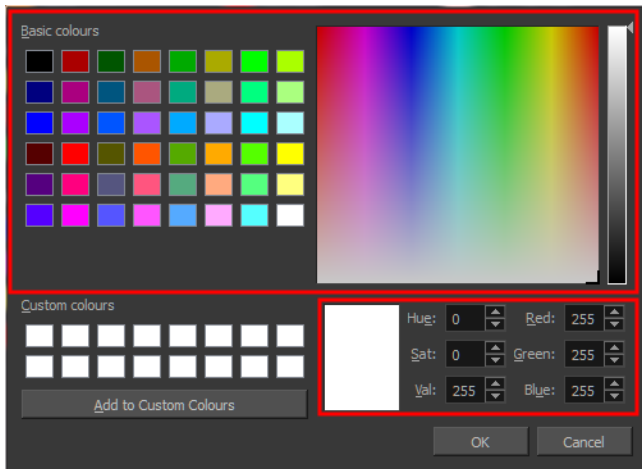 Basic colours
Custom colours
Add to Custom Colours
Hue: 0 Red: 255
Sat: 0 Green: 255
Val: 255 Blue: 255
OK Cancel